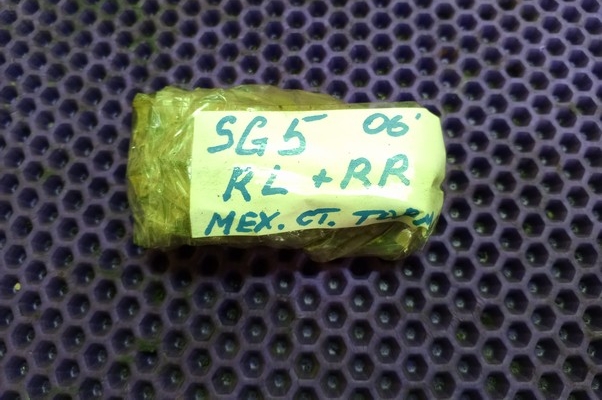 SG5 06'
RL + RR
MEX. CT.